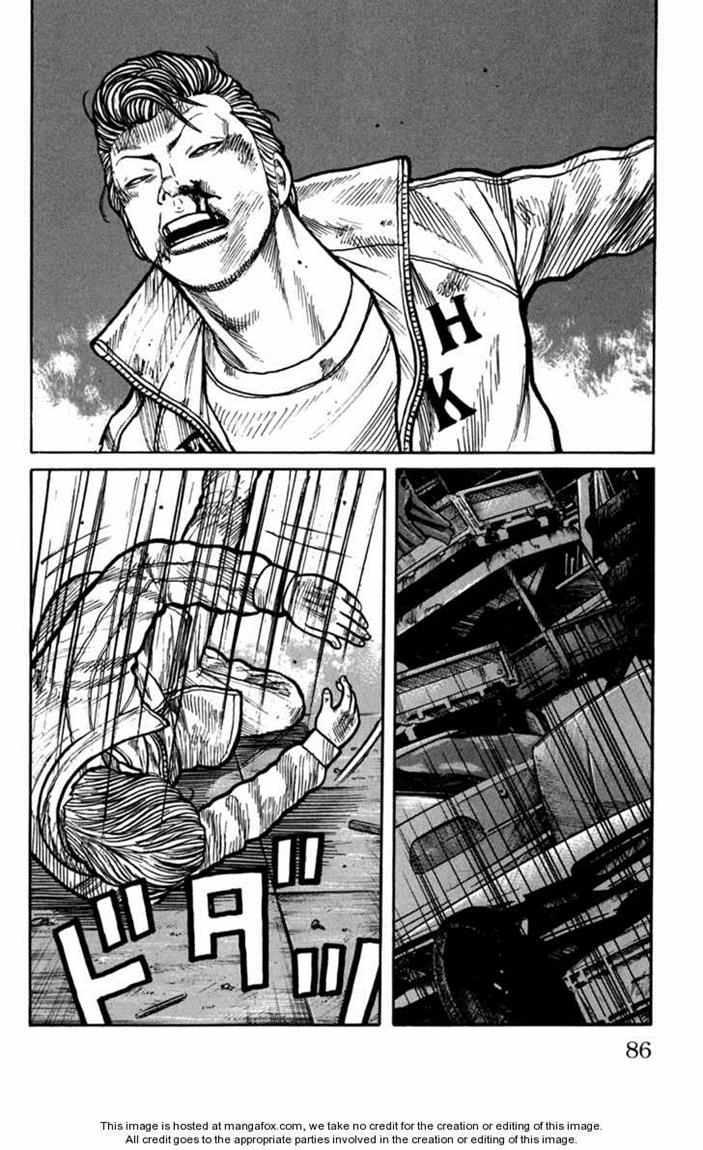 H
K
ドダッ
86
This image is hosted at mangafox.com, we take no credit for the creation or editing of this image.
All credit goes to the appropriate parties involved in the creation or editing of this image.